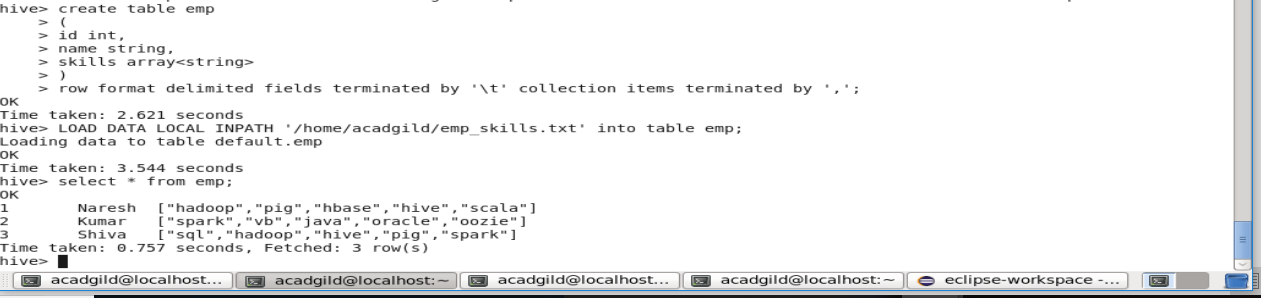 hive> create table emp
    > (
    > id int,
    > name string,
    > skills array<string>
    > )
    > row format delimited fields terminated by '\t' collection items terminated by ',';
OK
Time taken: 2.621 seconds
hive> LOAD DATA LOCAL INPATH '/home/acadgild/emp_skills.txt' into table emp;
Loading data to table default.emp
OK
Time taken: 3.544 seconds
hive> select * from emp;
OK
1       Naresh  ["hadoop","pig","hbase","hive","scala"]
2       Kumar   ["spark","vb","java","oracle","oozie"]
3       Shiva   ["sql","hadoop","hive","pig","spark"]
Time taken: 0.757 seconds, Fetched: 3 row(s)
hive>
acadgild@localhost... acadgild@localhost:~ acadgild@localhost... acadgild@localhost:~ eclipse-workspace -...